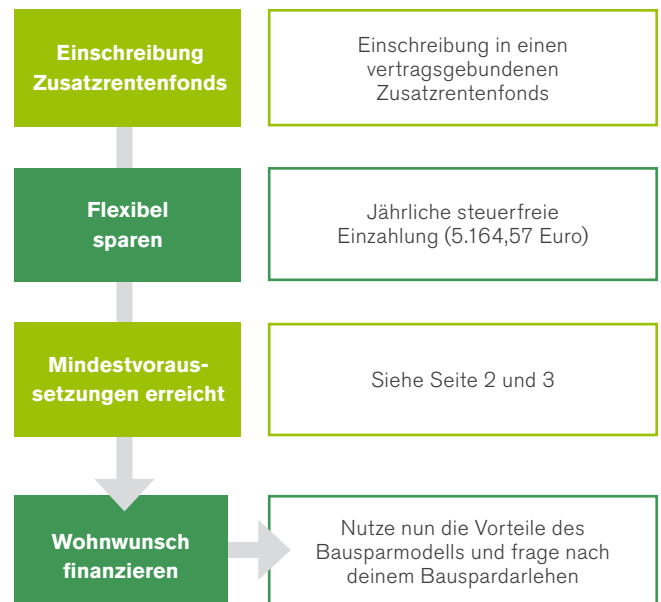 Einschreibung
Zusatzrentenfonds
Einschreibung in einen
vertragsgebundenen
Zusatzrentenfonds
Flexibel
sparen
Jährliche steuerfreie
Einzahlung (5.164,57 Euro)
Mindestvoraus-
setzungen erreicht
Siehe Seite 2 und 3
Wohnwunsch
finanzieren
Nutze nun die Vorteile des
Bausparmodells und frage nach
deinem Bauspardarlehen